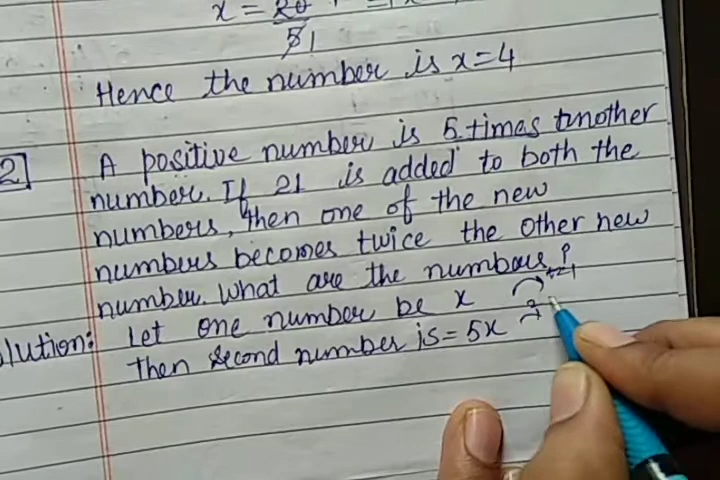 x = 20
51
Hence the number is x=4
2] A positive number is 5 times another
number. If 21 is added to both the
numbers, then one of the new
numbers becomes twice the other new
number. What are the numbers?
lution: Let one number be x
then second number is = 5x